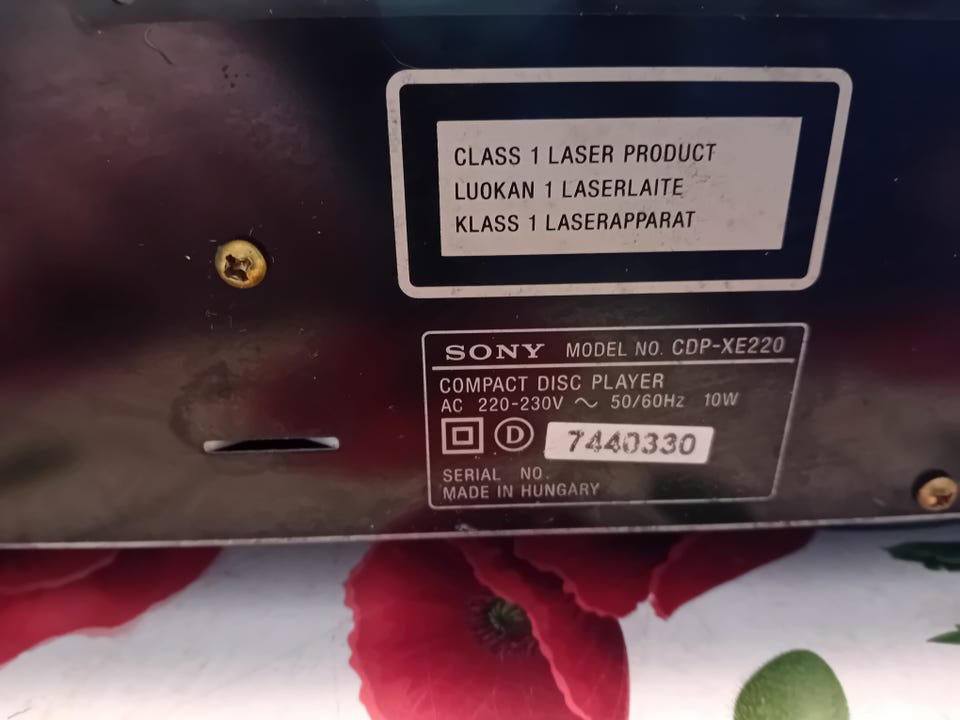 CLASS 1 LASER PRODUCT
LUOKAN 1 LASERLAITE
KLASS 1 LASERAPPARAT
SONY MODEL NO. CDP-XE220
COMPACT DISC PLAYER
AC 220-230V ~ 50/60Hz 10W
D 7440330
SERIAL NO.
MADE IN HUNGARY